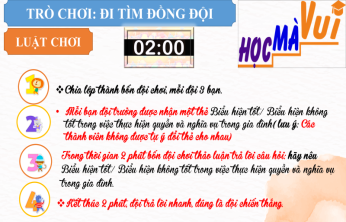 TRÒ CHƠI: ĐI TÌM ĐỒNG ĐỘI
LUẬT CHƠI
02:00
HỌC MÀ VUI
1
❖ Chia lớp thành bốn đội chơi, mỗi đội 3 bạn.
2
• Mỗi bạn đội trưởng được nhận một thẻ Biểu hiện tốt/ Biểu hiện không
tốt trong việc thực hiện quyền và nghĩa vụ trong gia đình( lưu ý: Các
thành viên không được tự ý đổi thẻ cho nhau)
3
Trong thời gian 2 phút bốn đội chơi thảo luận trả lời câu hỏi: hãy nêu
Biểu hiện tốt/ Biểu hiện không tốt trong việc thực hiện quyền và nghĩa vụ
trong gia đình.
4
❖ Kết thúc 2 phút, đội trả lời nhanh, đúng là đội chiến thắng.